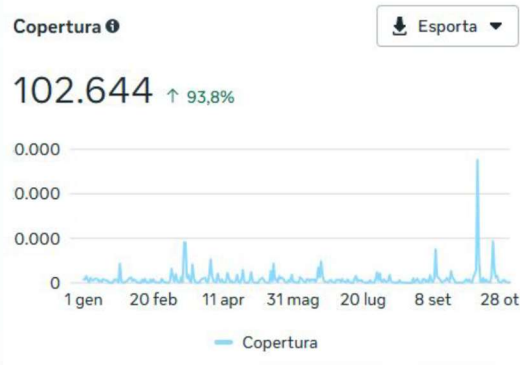 Copertura
Esporta
102.644 ↑ 93,8%
0.000
0.000
0.000
0
1 gen 20 feb 11 apr 31 mag 20 lug 8 set 28 ot
Copertura